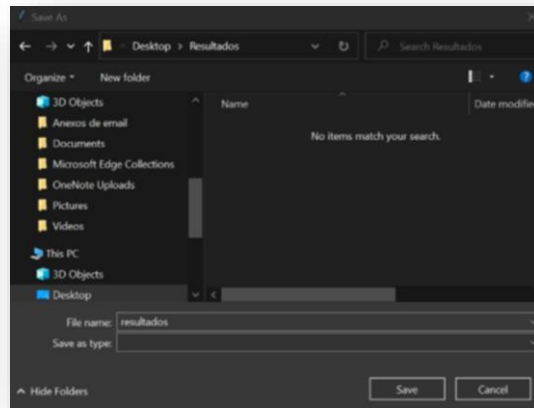 Save As
Desktop > Resultados
Search Resultados
Organize
New folder
Name
Date modifie
3D Objects
Anexos de email
Documents
Microsoft Edge Collections
OneNote Uploads
Pictures
Videos
No items match your search.
This PC
3D Objects
Desktop
File name: resultados
Save as type:
Hide Folders
Save
Cancel